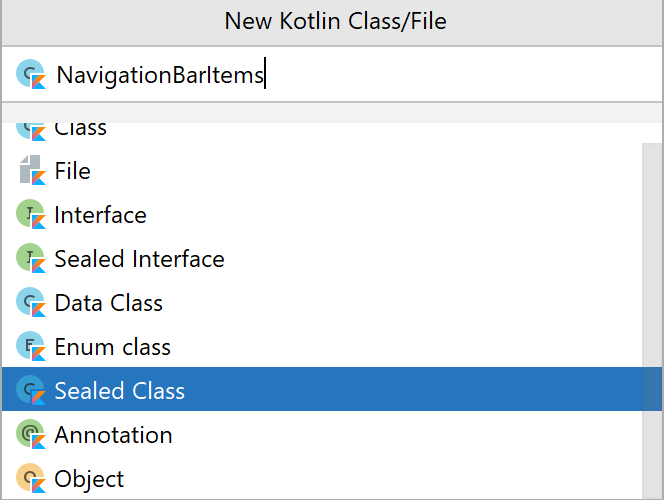 New Kotlin Class/File
NavigationBarItems
Class
File
Interface
Sealed Interface
Data Class
Enum class
Sealed Class
Annotation
Object